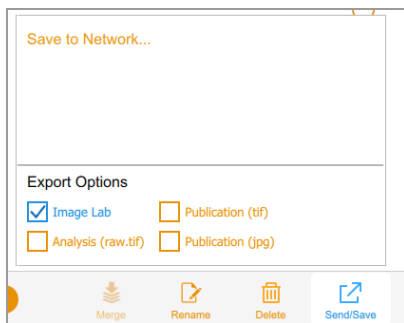 Save to Network...
Export Options
Image Lab
Publication (tif)
Analysis (raw.tif)
Publication (jpg)
Merge
Rename
Delete
Send/Save